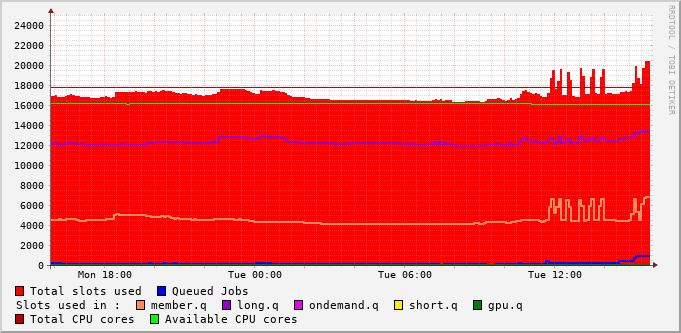 RRDTOOL / TOBI OETIKER
24000
22000
20000
18000
16000
14000
12000
10000
8000
6000
4000
2000
0
Mon 18:00 Tue 00:00 Tue 06:00 Tue 12:00
Total slots used Queued Jobs
Slots used in : member.q long.q ondemand.q short.q gpu.q
Total CPU cores Available CPU cores